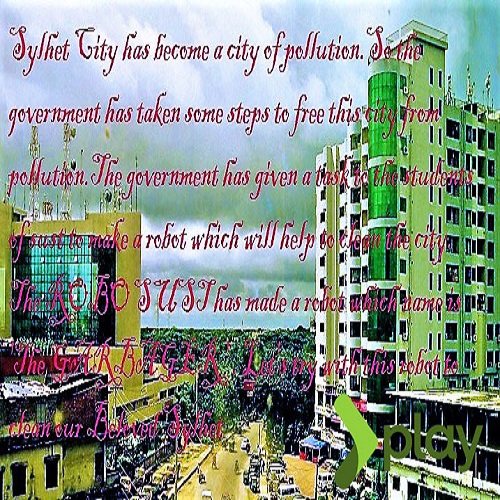 Sylhet City has become a city of pollution. So the
government has taken some steps to free this city from
pollution.The government has given a task to the students
of sust to make a robot which will help to clean the city.
The ROBO SUST has made a robot which name is
'The GARBAGER'. Let's try with this robot to
clean our Beloved Sylhet
play